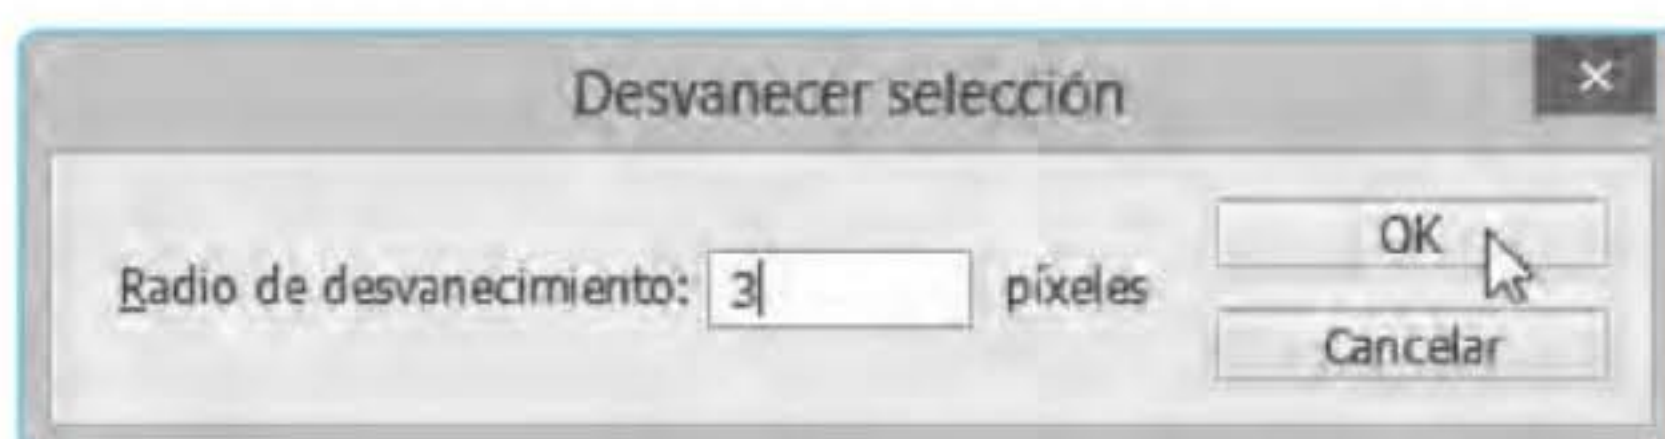 Desvanecer selección
Radio de desvanecimiento: 3 píxeles
OK
Cancelar